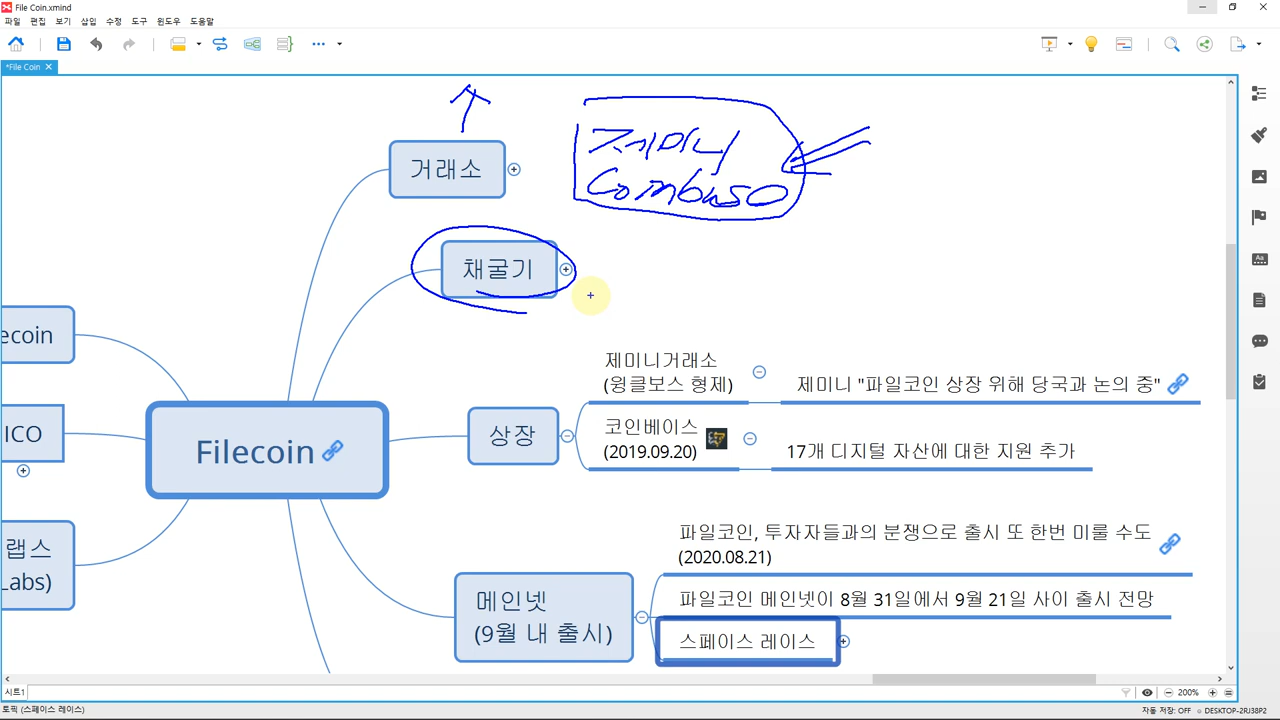 File Coin.xmind
파일 편집 보기 삽입 수정 도구 윈도우 도움말
*File Coin
거래소
제미니
채굴기
ecoin
제미니거래소
(윙클보스 형제)
제미니 "파일코인 상장 위해 당국과 논의 중"
ICO
Filecoin
상장
코인베이스
(2019.09.20)
17개 디지털 자산에 대한 지원 추가
랩스
Labs)
파일코인, 투자자들과의 분쟁으로 출시 또 한번 미룰 수도
(2020.08.21)
메인넷
(9월 내 출시)
파일코인 메인넷이 8월 31일에서 9월 21일 사이 출시 전망
스페이스 레이스
시트1
200%
토픽 (스페이스 레이스)
자동 저장: OFF
DESKTOP-2RJ38P2